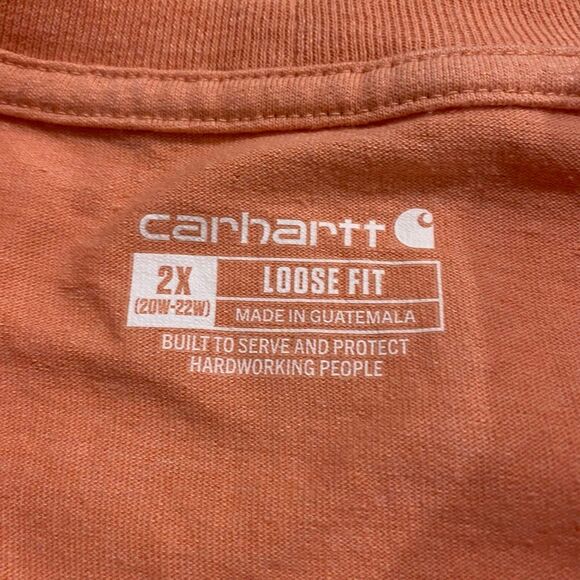 carhartt
2X LOOSE FIT
(20W-22W) MADE IN GUATEMALA
BUILT TO SERVE AND PROTECT
HARDWORKING PEOPLE